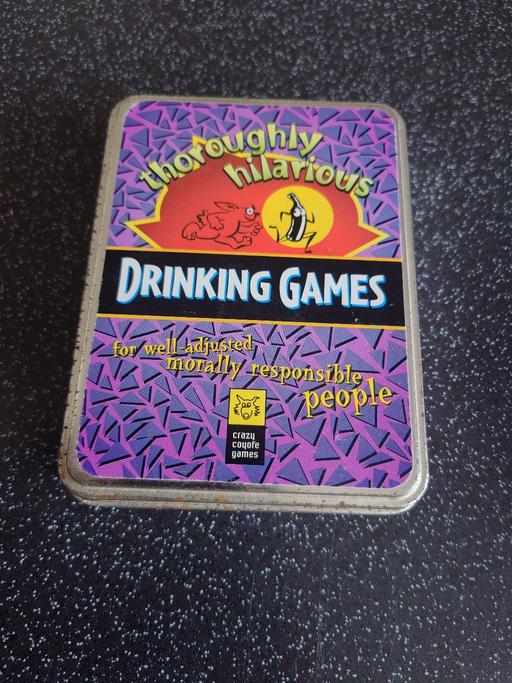 thoroughly
hilarious
DRINKING GAMES
for well-adjusted
morally responsible
people
crazy
coyote
games